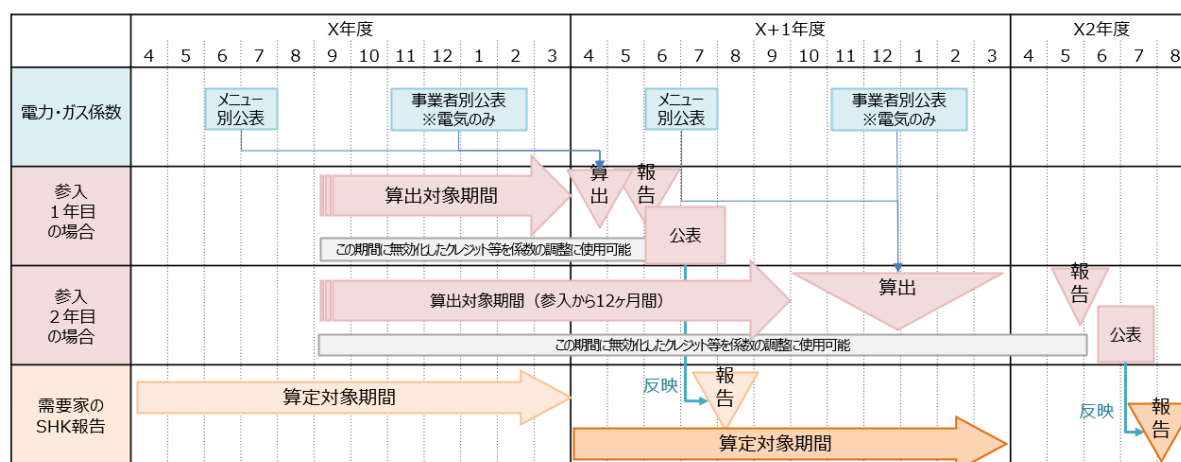 X年度 X+1年度 X2年度
4 5 6 7 8 9 10 11 12 1 2 3 4 5 6 7 8 9 10 11 12 1 2 3 4 5 6 7 8
電力・ガス係数
メニュー
別公表
事業者別公表
※電気のみ
メニュー
別公表
事業者別公表
※電気のみ
参入
1年目
の場合
算出対象期間
算出
報告
公表
この期間に無効化したクレジット等を係数の調整に使用可能
参入
2年目
の場合
算出対象期間（参入から12ヶ月間）
算出
報告
公表
この期間に無効化したクレジット等を係数の調整に使用可能
需要家の
SHK報告
算定対象期間
反映
報告
算定対象期間
反映
報告